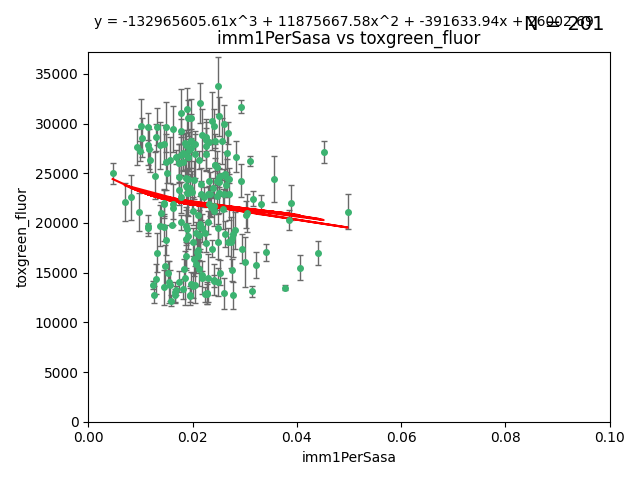 y = -132965605.61x^3 + 11875667.58x^2 + -391633.94x + 26002.69
N = 201
imm1PerSasa vs toxgreen_fluor
35000
30000
25000
20000
15000
10000
5000
0
toxgreen_fluor
0.00 0.02 0.04 0.06 0.08 0.10
imm1PerSasa